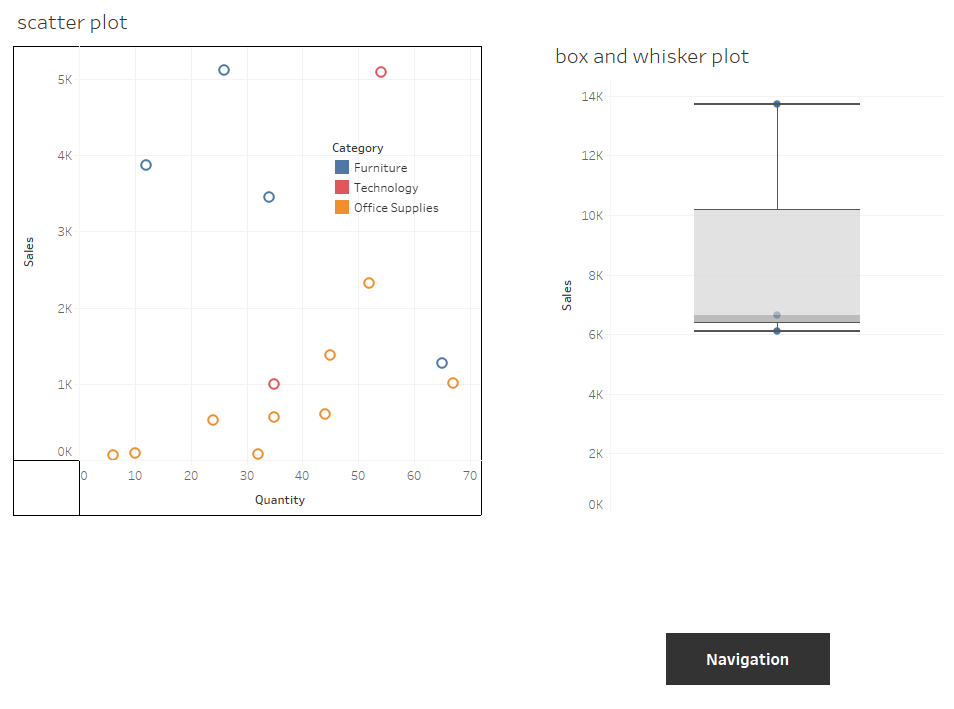 scatter plot
5K
4K
3K
2K
1K
0K
Sales
0 10 20 30 40 50 60 70
Quantity
Category
Furniture
Technology
Office Supplies
box and whisker plot
14K
12K
10K
8K
6K
4K
2K
0K
Sales
Navigation